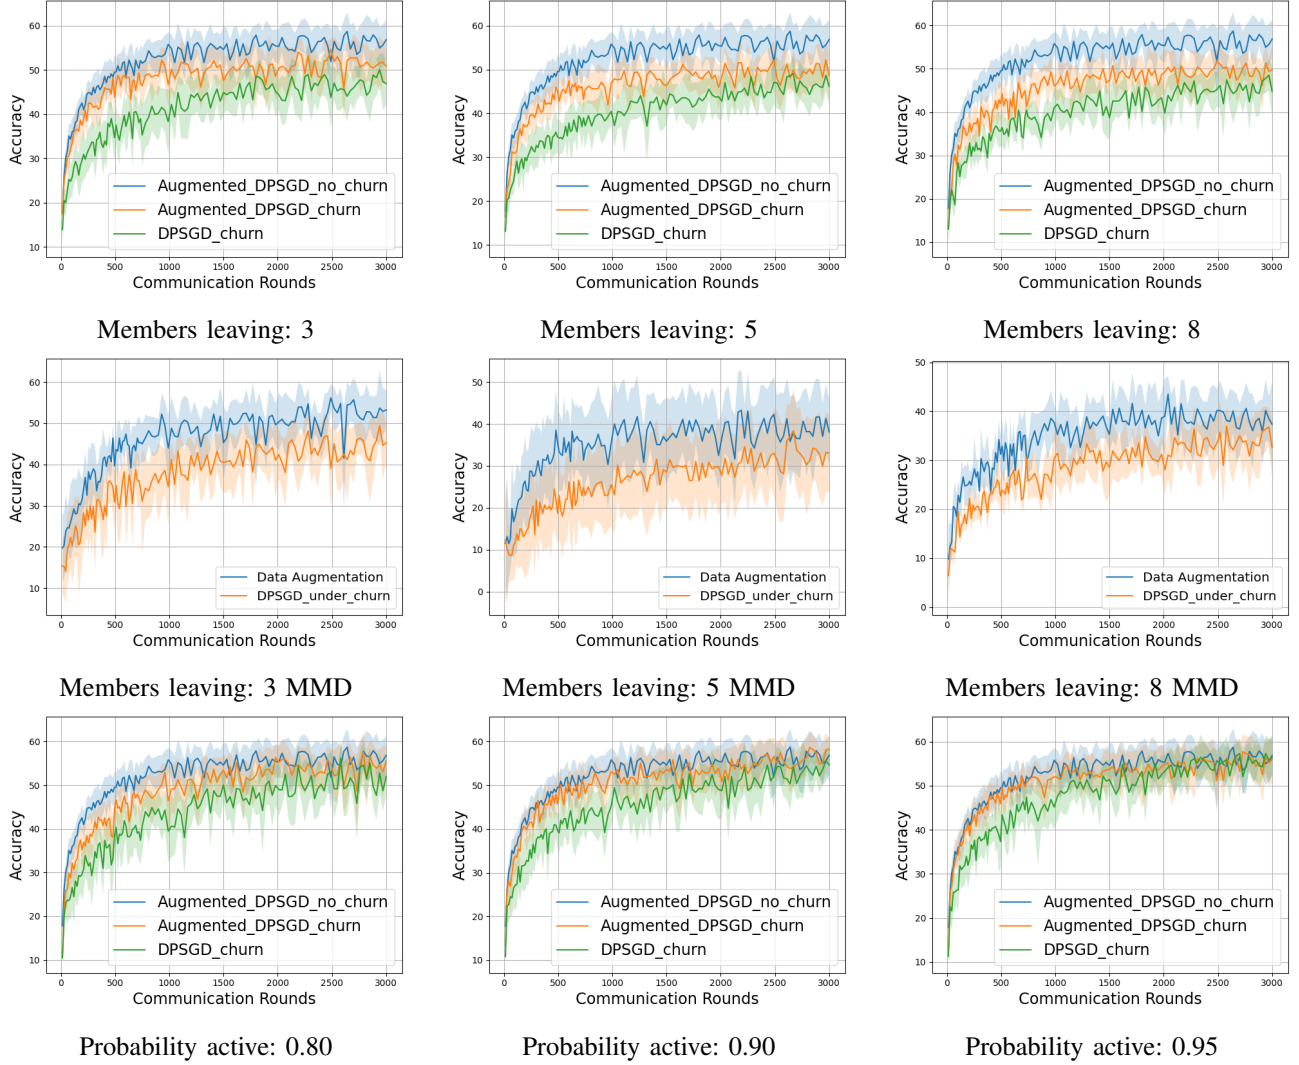 60
50
40
30
20
10
Accuracy
Augmented_DPSGD_no_churn
Augmented_DPSGD_churn
DPSGD_churn
0 500 1000 1500 2000 2500 3000
Communication Rounds
Members leaving: 3
60
50
40
30
20
10
Accuracy
Augmented_DPSGD_no_churn
Augmented_DPSGD_churn
DPSGD_churn
0 500 1000 1500 2000 2500 3000
Communication Rounds
Members leaving: 5
60
50
40
30
20
10
Accuracy
Augmented_DPSGD_no_churn
Augmented_DPSGD_churn
DPSGD_churn
0 500 1000 1500 2000 2500 3000
Communication Rounds
Members leaving: 8
60
50
40
30
20
10
Accuracy
Data Augmentation
DPSGD_under_churn
0 500 1000 1500 2000 2500 3000
Communication Rounds
Members leaving: 3 MMD
50
40
30
20
10
0
Accuracy
Data Augmentation
DPSGD_under_churn
0 500 1000 1500 2000 2500 3000
Communication Rounds
Members leaving: 5 MMD
50
40
30
20
10
0
Accuracy
Data Augmentation
DPSGD_under_churn
0 500 1000 1500 2000 2500 3000
Communication Rounds
Members leaving: 8 MMD
60
50
40
30
20
10
Accuracy
Augmented_DPSGD_no_churn
Augmented_DPSGD_churn
DPSGD_churn
0 500 1000 1500 2000 2500 3000
Communication Rounds
Probability active: 0.80
60
50
40
30
20
10
Accuracy
Augmented_DPSGD_no_churn
Augmented_DPSGD_churn
DPSGD_churn
0 500 1000 1500 2000 2500 3000
Communication Rounds
Probability active: 0.90
60
50
40
30
20
10
Accuracy
Augmented_DPSGD_no_churn
Augmented_DPSGD_churn
DPSGD_churn
0 500 1000 1500 2000 2500 3000
Communication Rounds
Probability active: 0.95